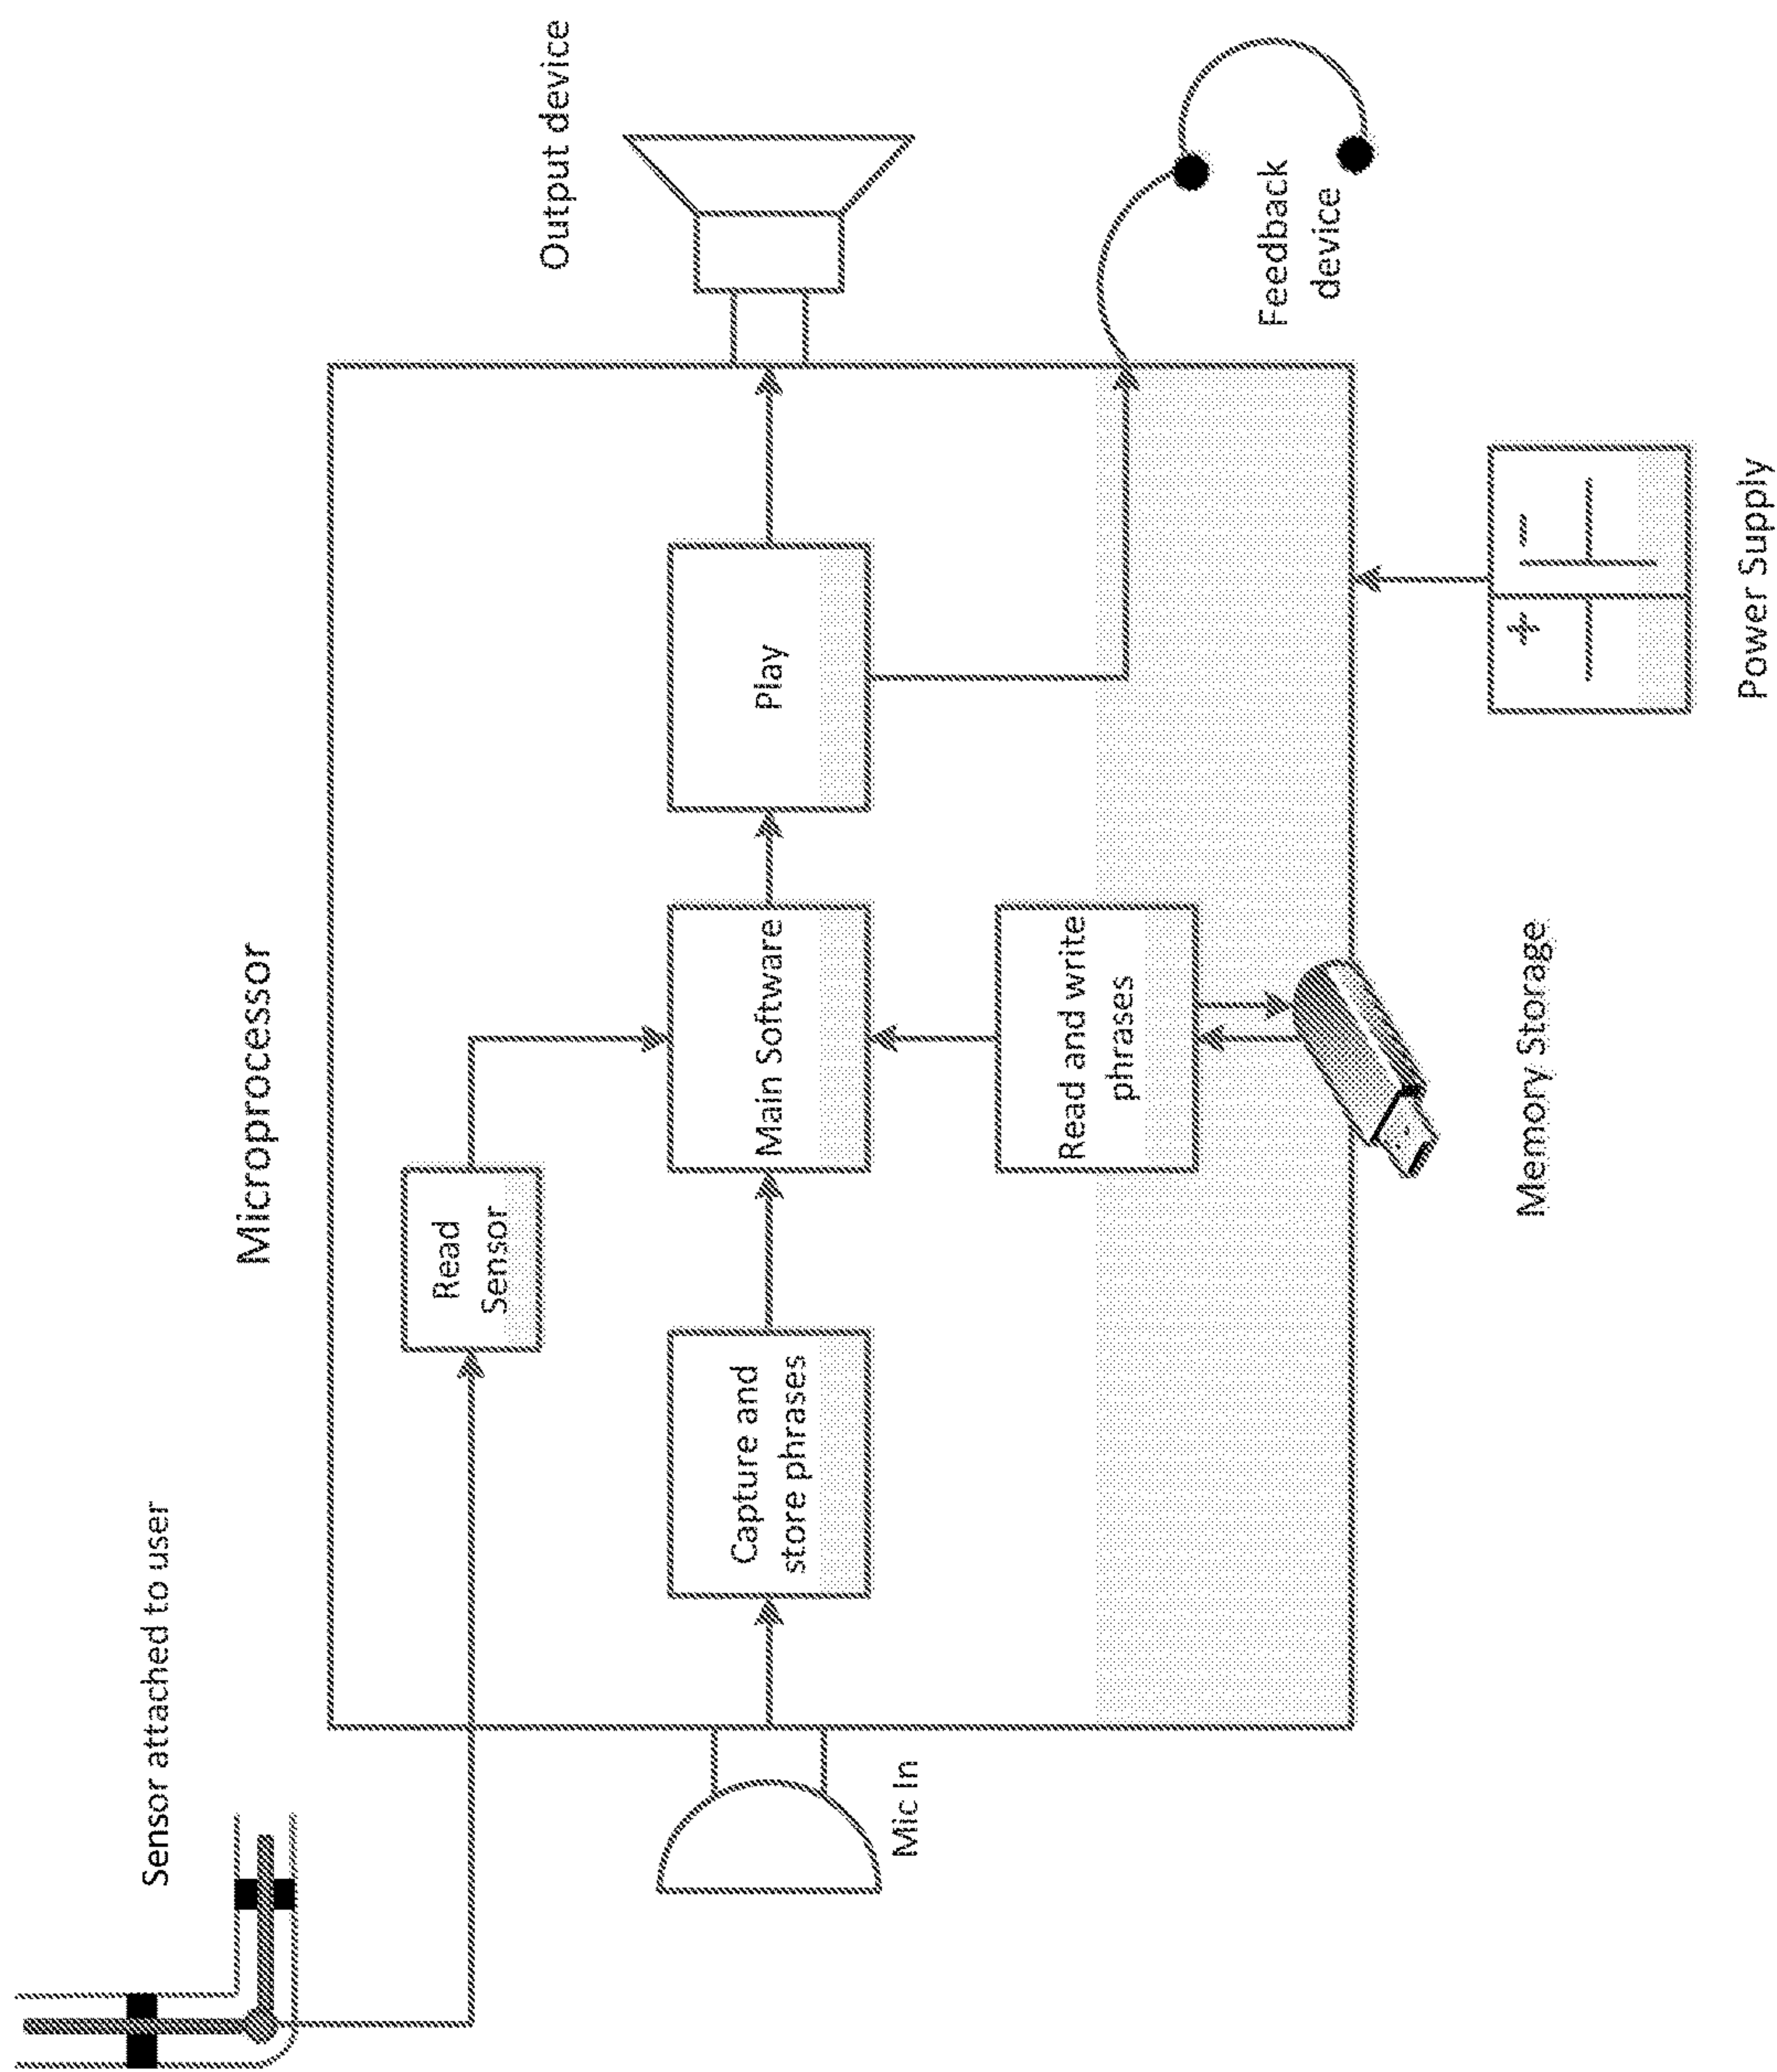 Sensor attached to user
Microprocessor
Output device
Read
Sensor
Mic In
Capture and
store phrases
Main Software
Play
Read and write
phrases
Feedback
device
Memory Storage
+ −
Power Supply